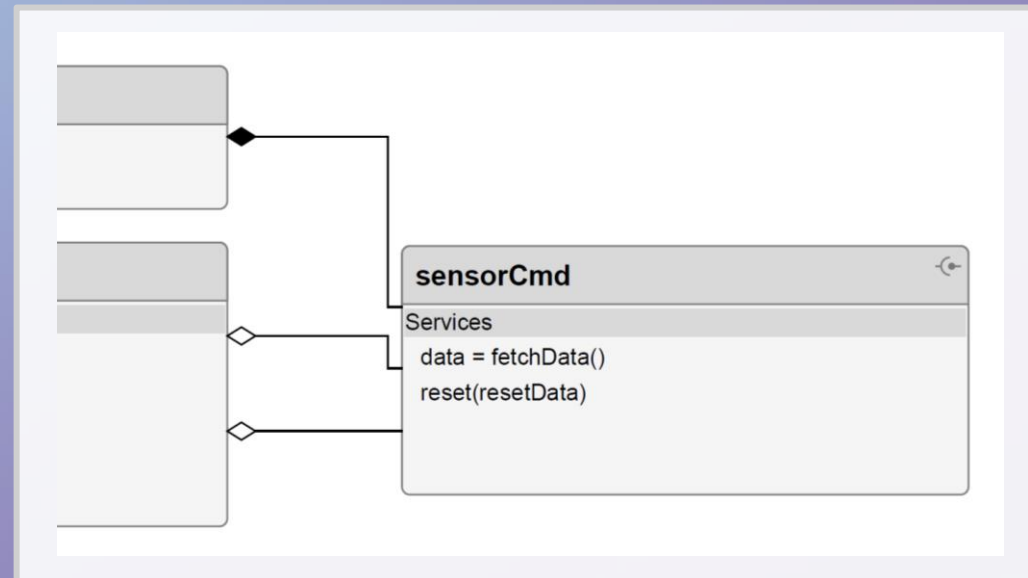 sensorCmd
Services
data = fetchData()
reset(resetData)